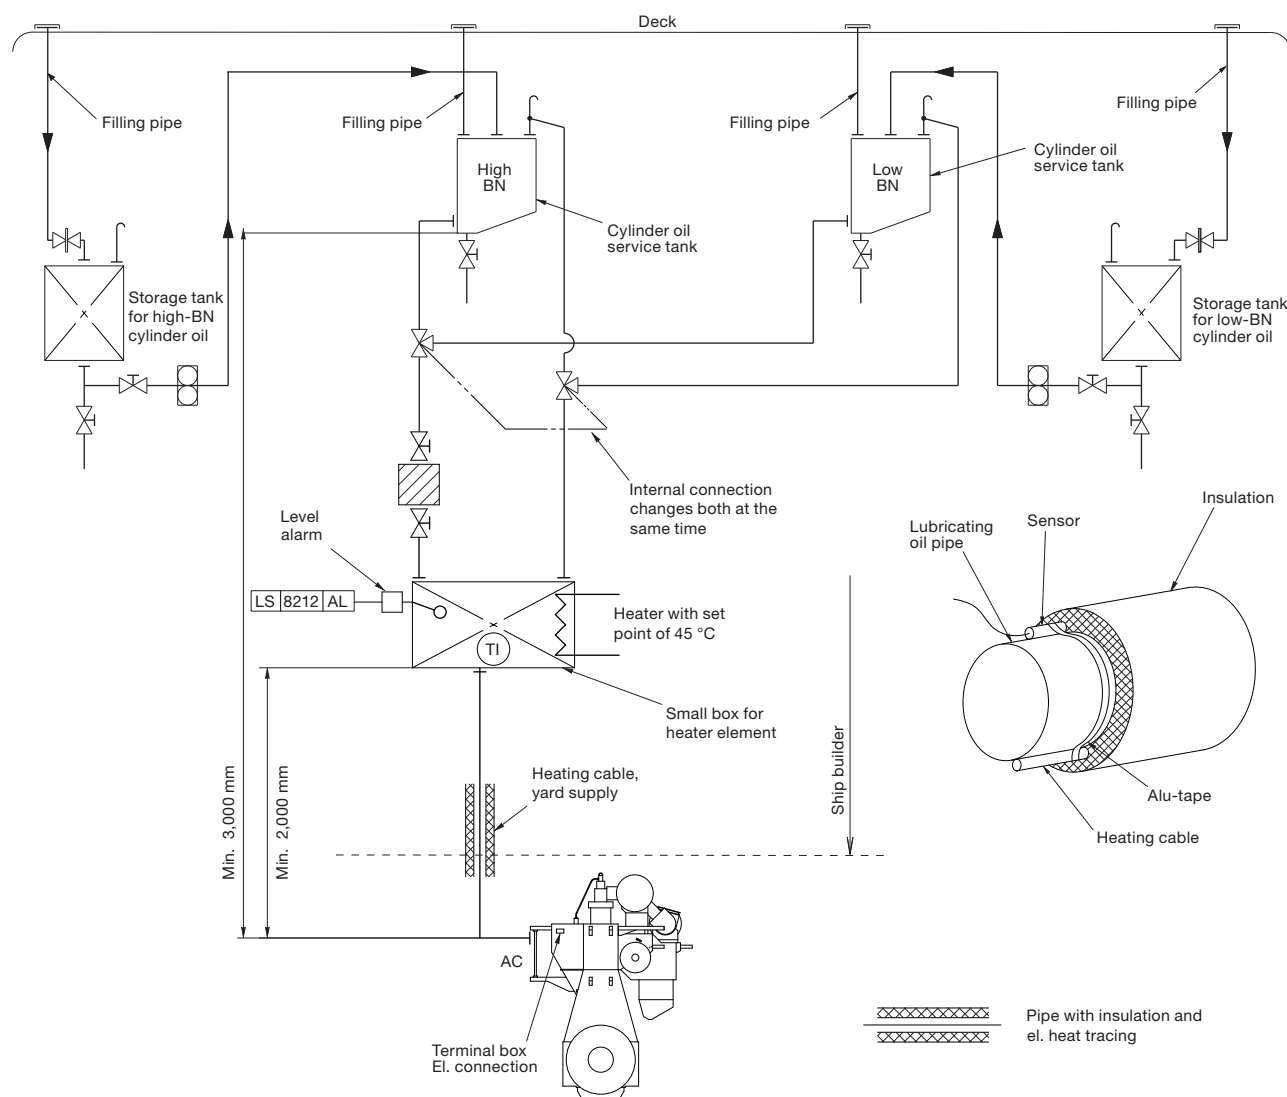 Deck
Filling pipe
Filling pipe
Filling pipe
Filling pipe
High
BN
Low
BN
Cylinder oil
service tank
Cylinder oil
service tank
Storage tank
for high-BN
cylinder oil
Storage tank
for low-BN
cylinder oil
Internal connection
changes both at the
same time
Level
alarm
LS 8212 AL
TI
Heater with set
point of 45 °C
Small box for
heater element
Heating cable,
yard supply
Min. 3,000 mm
Min. 2,000 mm
Ship builder
Insulation
Sensor
Lubricating
oil pipe
Alu-tape
Heating cable
AC
Terminal box
El. connection
Pipe with insulation and
el. heat tracing